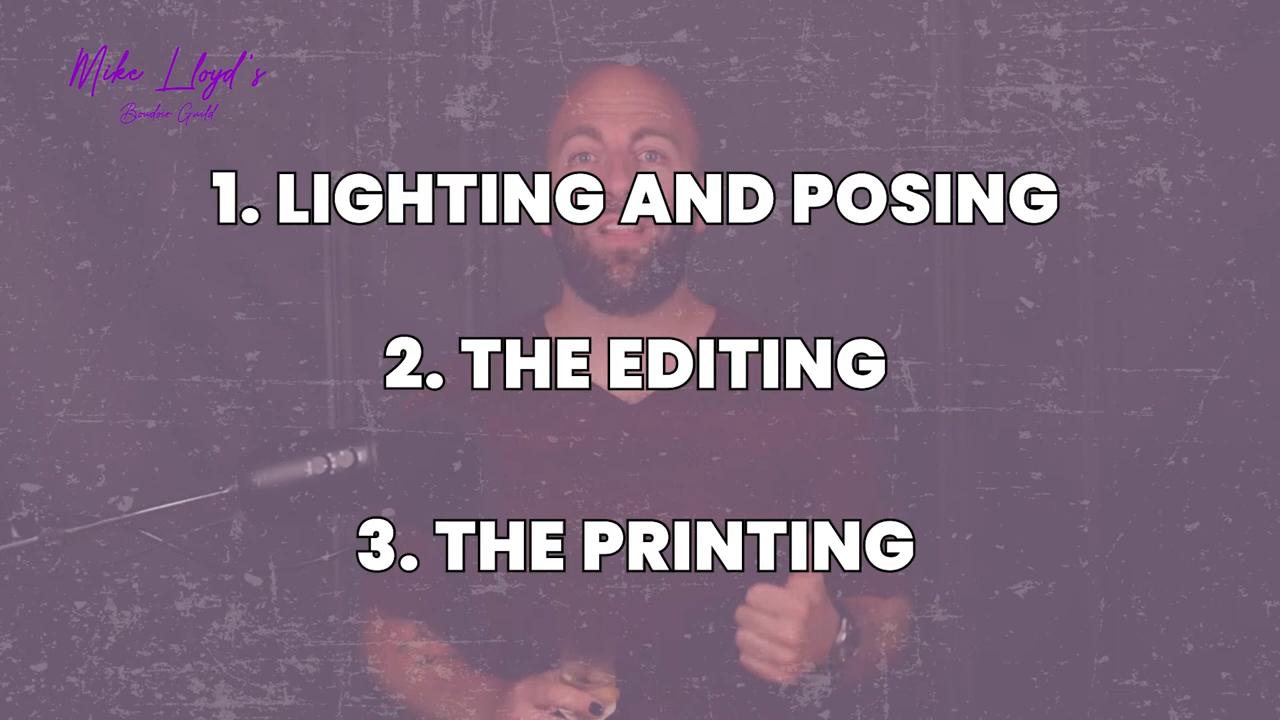 Mike Lloyd's
Boudoir Guild
1. LIGHTING AND POSING
2. THE EDITING
3. THE PRINTING